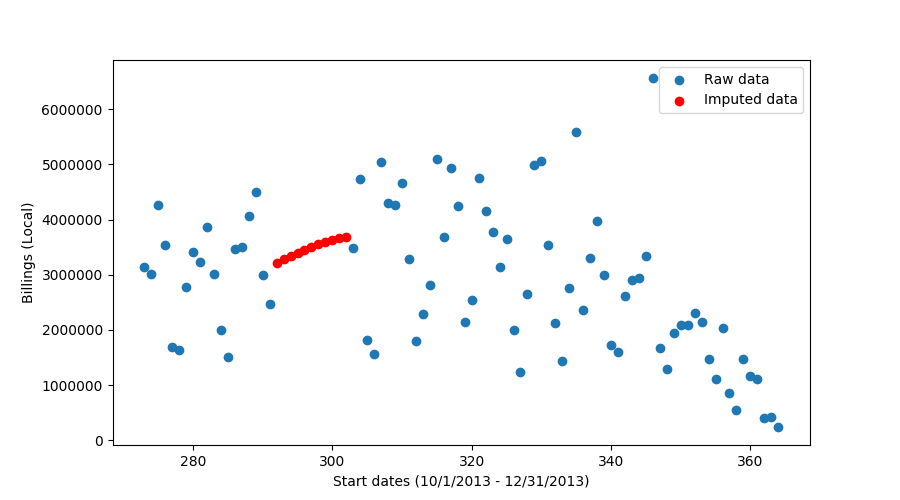 Raw data
Imputed data
6000000
5000000
4000000
3000000
2000000
1000000
0
Billings (Local)
280 300 320 340 360
Start dates (10/1/2013 - 12/31/2013)